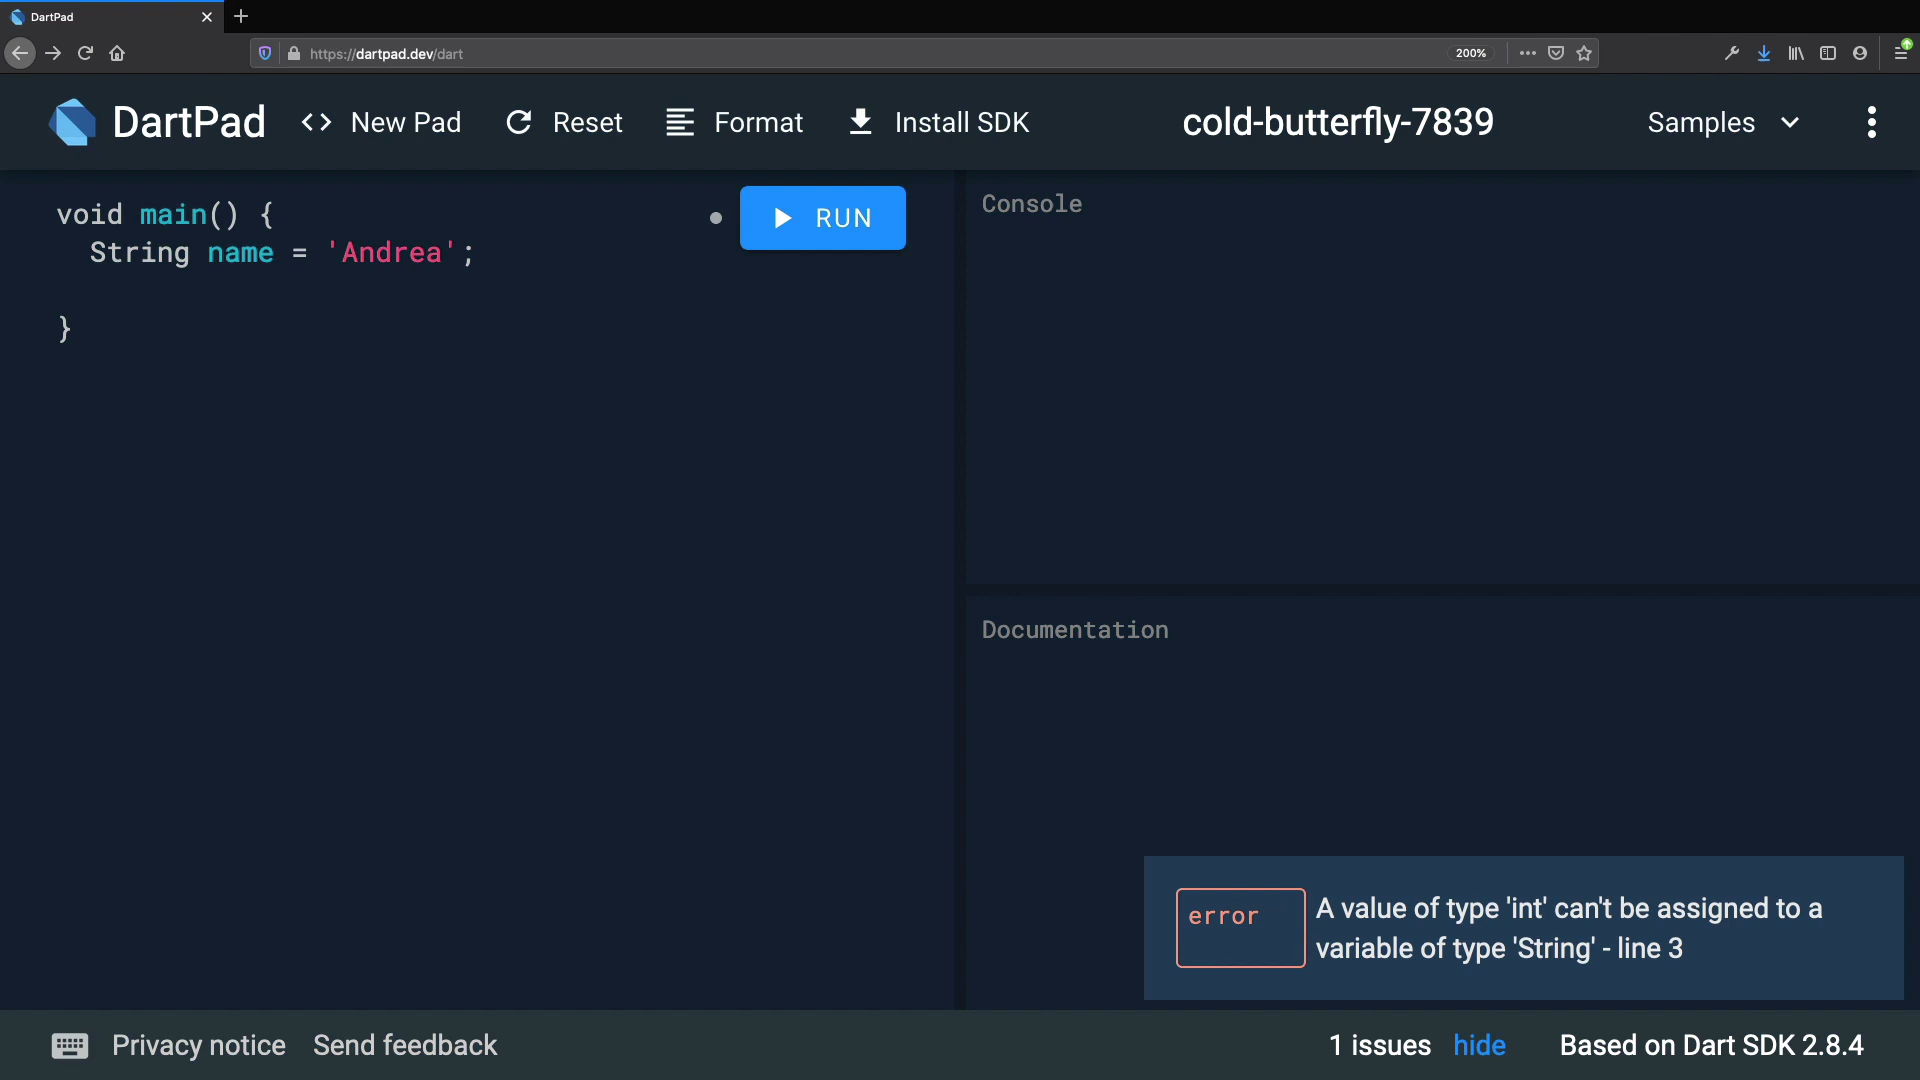 DartPad
https://dartpad.dev/dart
200%
DartPad
New Pad
Reset
Format
Install SDK
cold-butterfly-7839
Samples
void main() {
  String name = 'Andrea';

}
RUN
Console
Documentation
error
A value of type 'int' can't be assigned to a
variable of type 'String' - line 3
Privacy notice
Send feedback
1 issues
hide
Based on Dart SDK 2.8.4